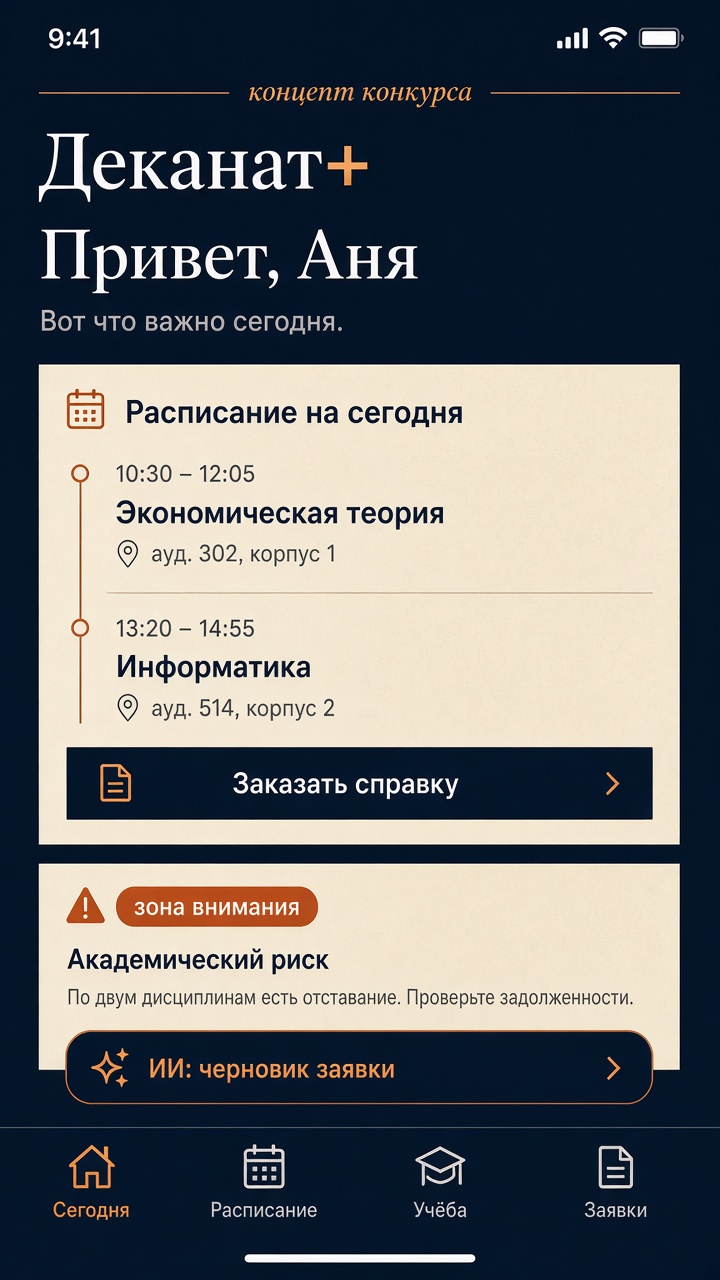 9:41
концепт конкурса
Деканат+
Привет, Аня
Вот что важно сегодня.
Расписание на сегодня
10:30 – 12:05
Экономическая теория
ауд. 302, корпус 1
13:20 – 14:55
Информатика
ауд. 514, корпус 2
Заказать справку
зона внимания
Академический риск
По двум дисциплинам есть отставание. Проверьте задолженности.
ИИ: черновик заявки
Сегодня
Расписание
Учёба
Заявки